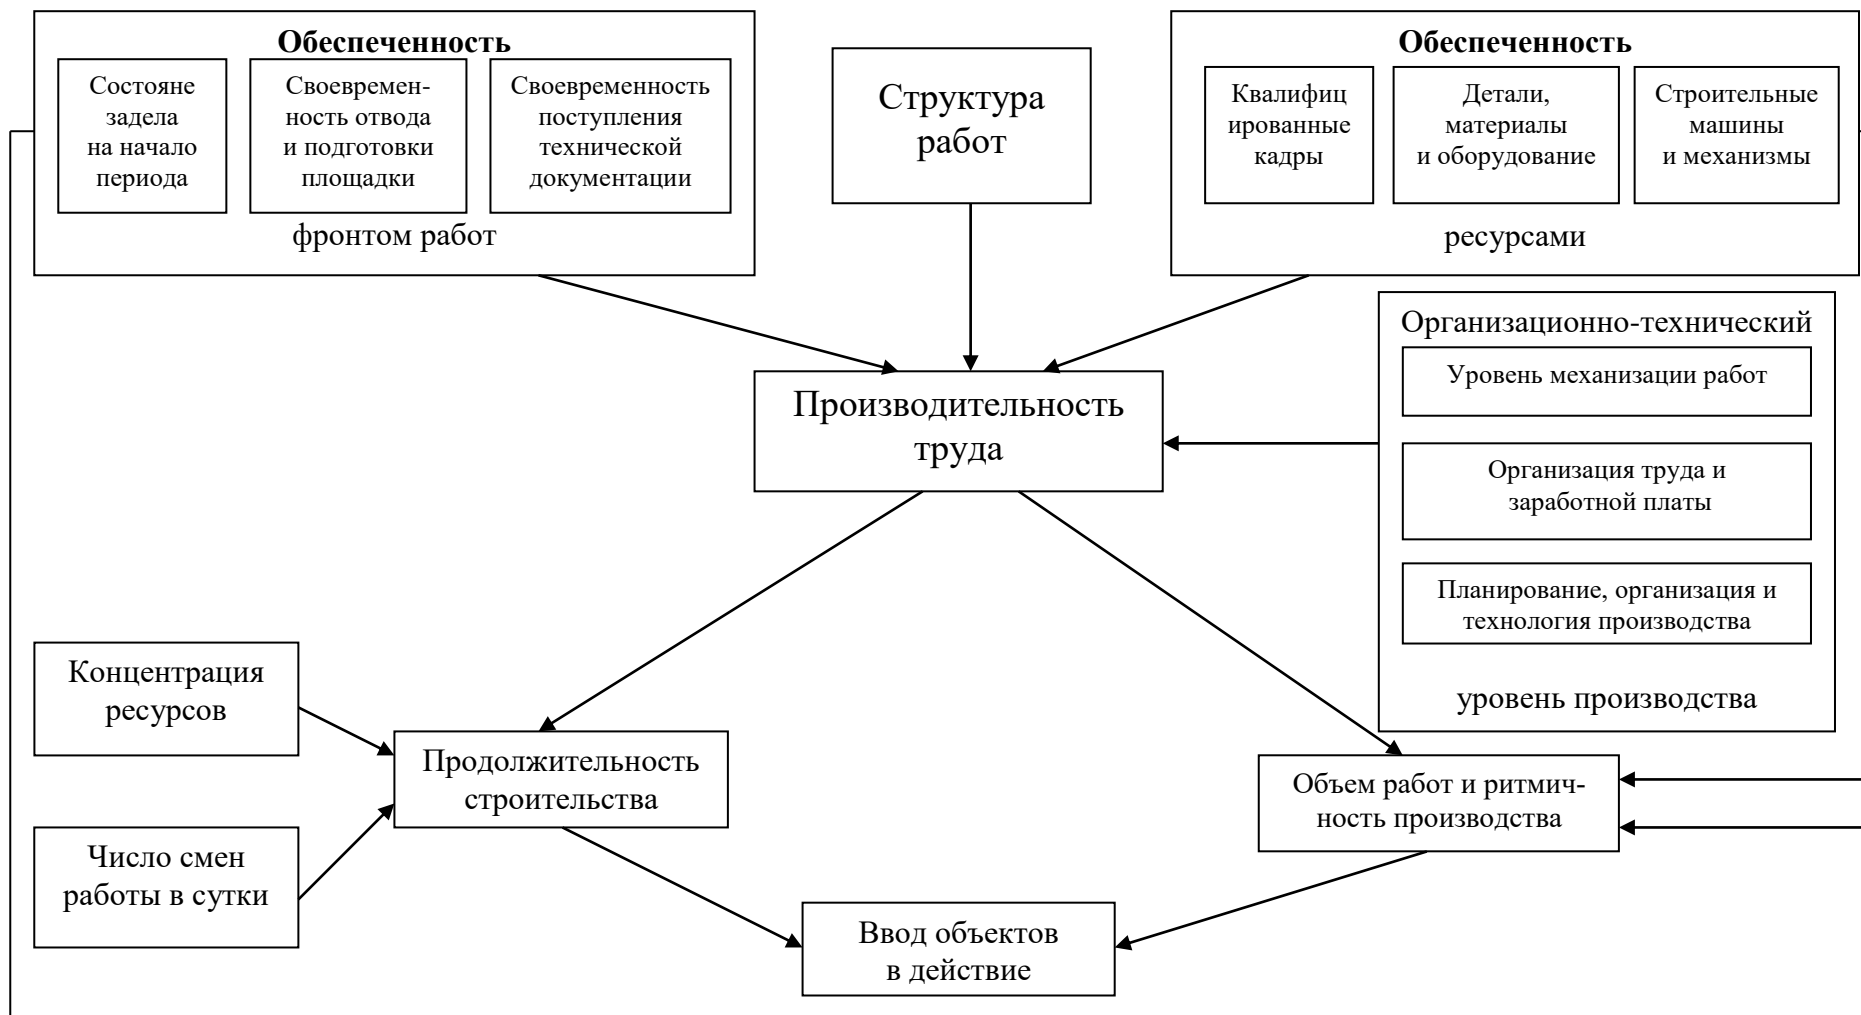 Обеспеченность
Состояне
задела
на начало
периода
Своевремен-
ность отвода
и подготовки
площадки
Своевременность
поступления
технической
документации
фронтом работ
Структура
работ
Обеспеченность
Квалифиц
ированные
кадры
Детали,
материалы
и оборудование
Строительные
машины
и механизмы
ресурсами
Производительность
труда
Организационно-технический
Уровень механизации работ
Организация труда и
заработной платы
Планирование, организация и
технология производства
уровень производства
Концентрация
ресурсов
Продолжительность
строительства
Объем работ и ритмич-
ность производства
Число смен
работы в сутки
Ввод объектов
в действие